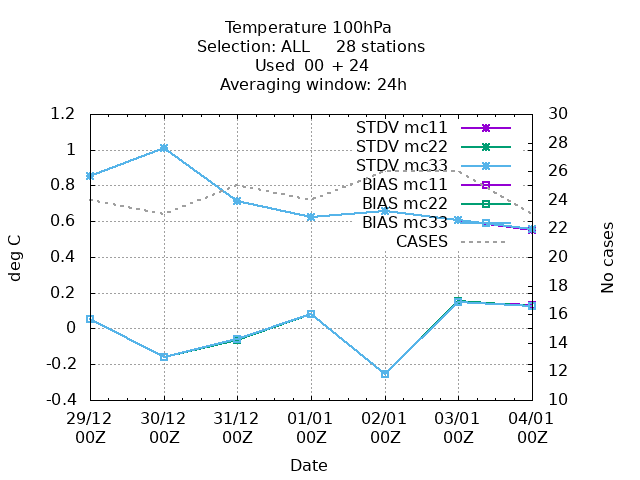 Temperature 100hPa
Selection: ALL 28 stations
Used 00 + 24
Averaging window: 24h
1.2
1
0.8
0.6
0.4
0.2
0
-0.2
-0.4
deg C
30
28
26
24
22
20
18
16
14
12
10
No cases
STDV mc11
STDV mc22
STDV mc33
BIAS mc11
BIAS mc22
BIAS mc33
CASES
29/12 30/12 31/12 01/01 02/01 03/01 04/01
00Z 00Z 00Z 00Z 00Z 00Z 00Z
Date